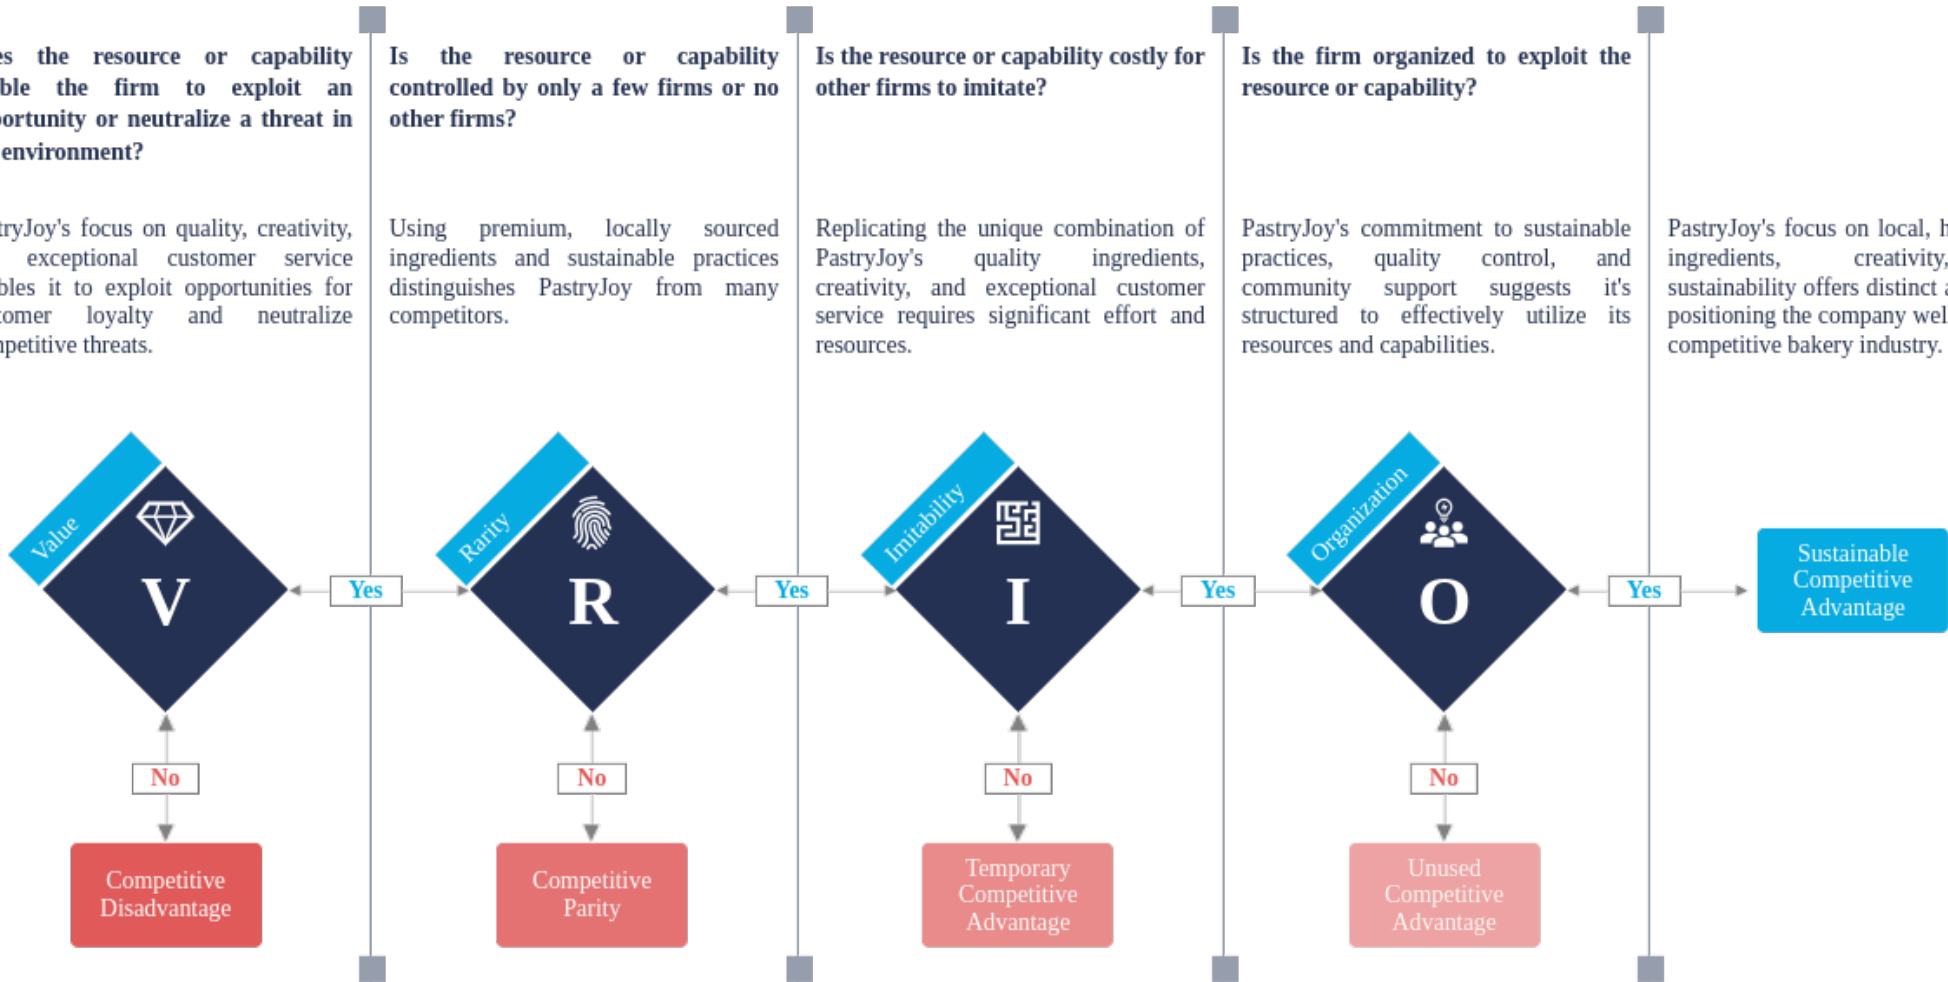 es the resource or capability
ble the firm to exploit an
ortunity or neutralize a threat in
environment?
Is the resource or capability
controlled by only a few firms or no
other firms?
Is the resource or capability costly for
other firms to imitate?
Is the firm organized to exploit the
resource or capability?
tryJoy's focus on quality, creativity,
exceptional customer service
bles it to exploit opportunities for
tomer loyalty and neutralize
mpetitive threats.
Using premium, locally sourced
ingredients and sustainable practices
distinguishes PastryJoy from many
competitors.
Replicating the unique combination of
PastryJoy's quality ingredients,
creativity, and exceptional customer
service requires significant effort and
resources.
PastryJoy's commitment to sustainable
practices, quality control, and
community support suggests it's
structured to effectively utilize its
resources and capabilities.
PastryJoy's focus on local, h
ingredients, creativity,
sustainability offers distinct a
positioning the company wel
competitive bakery industry.
Value
V
Yes
Rarity
R
Yes
Imitability
I
Yes
Organization
O
Yes
Sustainable
Competitive
Advantage
No
No
No
No
Competitive
Disadvantage
Competitive
Parity
Temporary
Competitive
Advantage
Unused
Competitive
Advantage